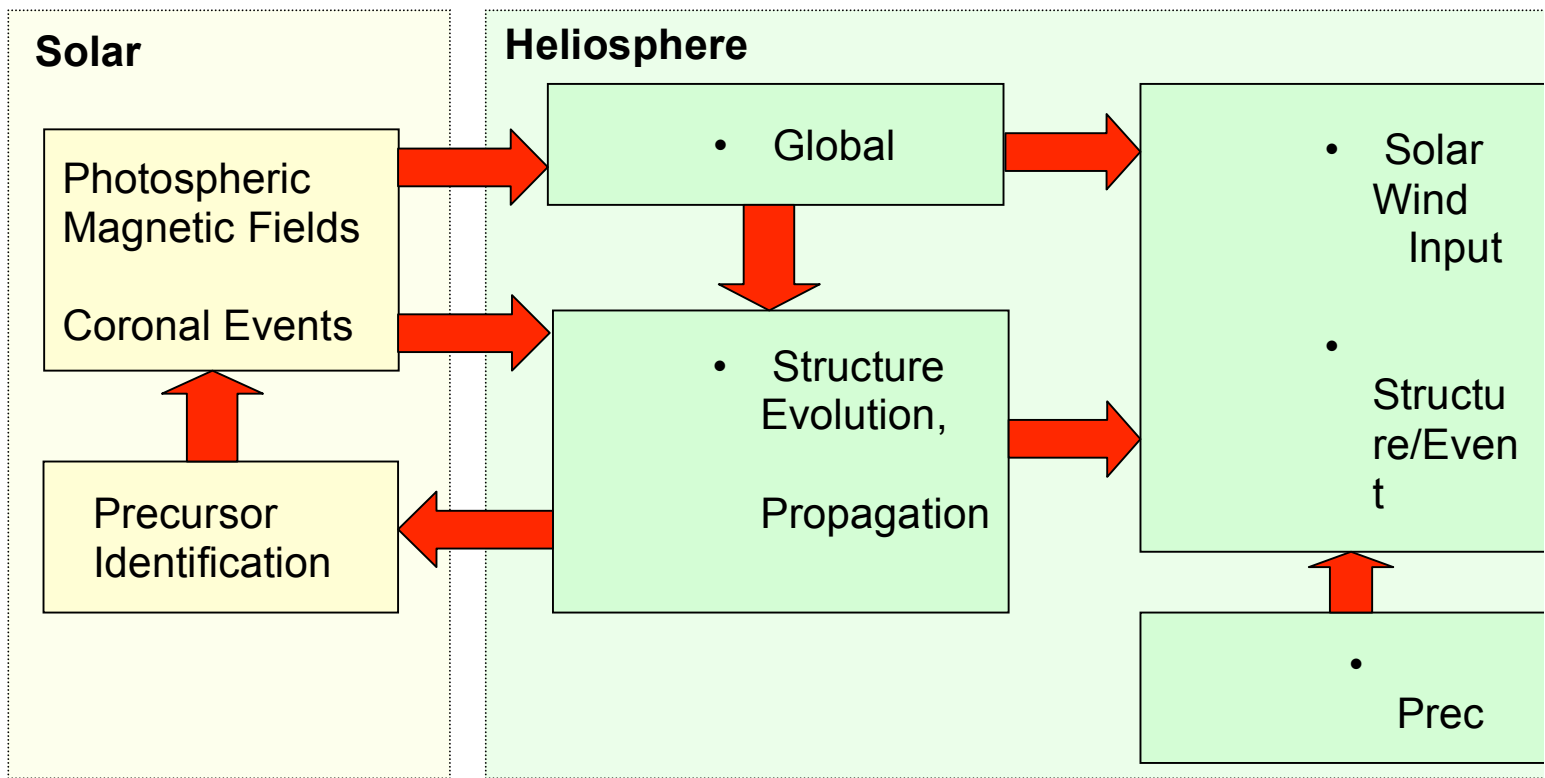 Solar
Photospheric
Magnetic Fields
Coronal Events
Precursor
Identification
Heliosphere
• Global
• Structure
Evolution,
Propagation
• Solar
Wind
Input
•
Structu
re/Even
t
•
Prec